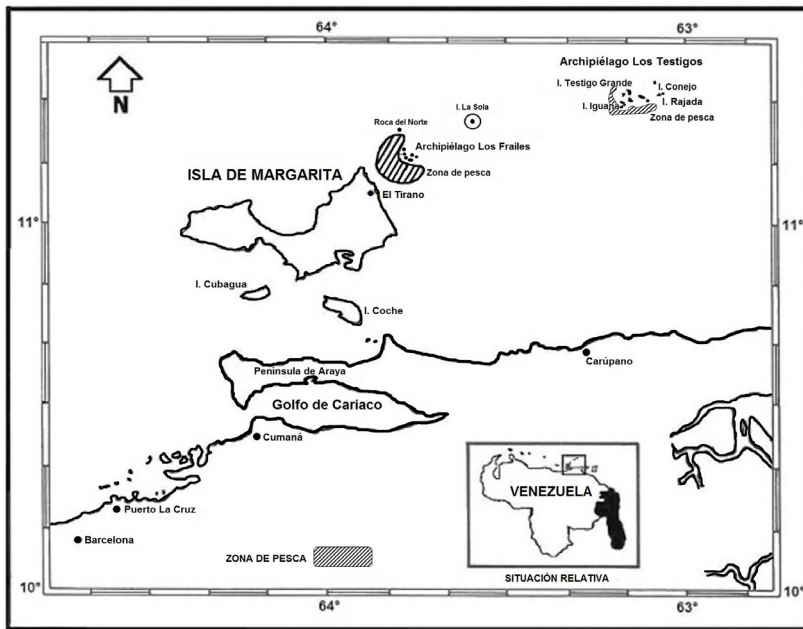 64°
63°
Archipiélago Los Testigos
I. Testigo Grande
I. Conejo
I. Iguana
I. Rajada
Zona de pesca
N
I. La Sola
Roca del Norte
Archipiélago Los Frailes
Zona de pesca
ISLA DE MARGARITA
El Tirano
11°
11°
I. Cubagua
I. Coche
Carúpano
Península de Araya
Golfo de Cariaco
Cumaná
VENEZUELA
Puerto La Cruz
Barcelona
ZONA DE PESCA
SITUACIÓN RELATIVA
10°
10°
64°
63°